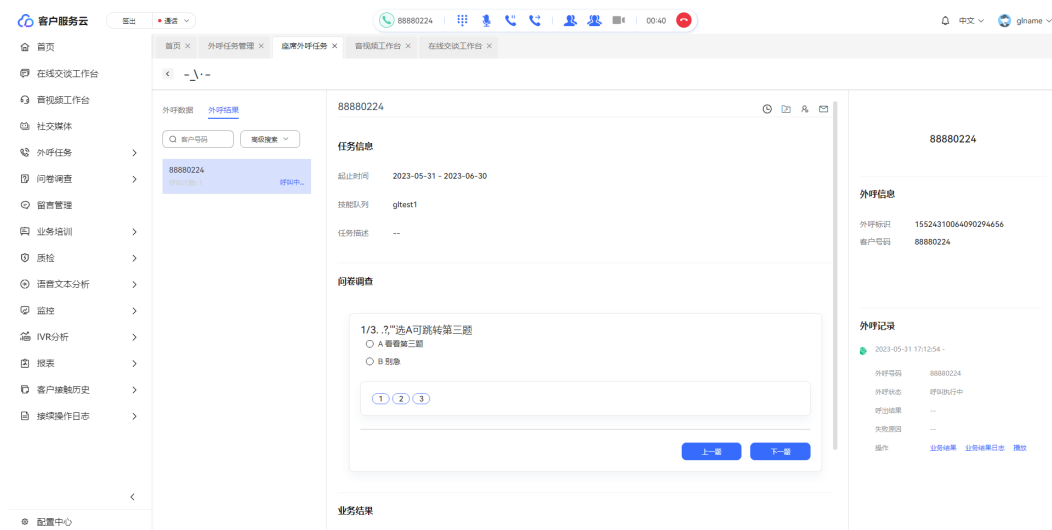 客户服务云
签出
通话
88880224
00:40
中文
glname
首页
在线交谈工作台
音视频工作台
社交媒体
外呼任务
问卷调查
留言管理
业务培训
质检
语音文本分析
监控
IVR分析
报表
客户接触历史
接续操作日志
配置中心
首页 × 外呼任务管理 × 座席外呼任务 × 音视频工作台 × 在线交谈工作台 ×
-_\·-
外呼数据 外呼结果
客户号码 高级搜索
88880224
呼叫中...
88880224
任务信息
起止时间 2023-05-31 - 2023-06-30
技能队列 gltest1
任务描述 --
问卷调查
1/3. .?,'"选A可跳转第三题
A 看看第三题
B 别急
1 2 3
上一题 下一题
业务结果
88880224
外呼信息
外呼标识 15524310064090294656
客户号码 88880224
外呼记录
2023-05-31 17:12:54 -
外呼号码 88880224
外呼状态 呼叫执行中
呼出结果 --
失败原因 --
操作 业务结果 业务结果日志 播放